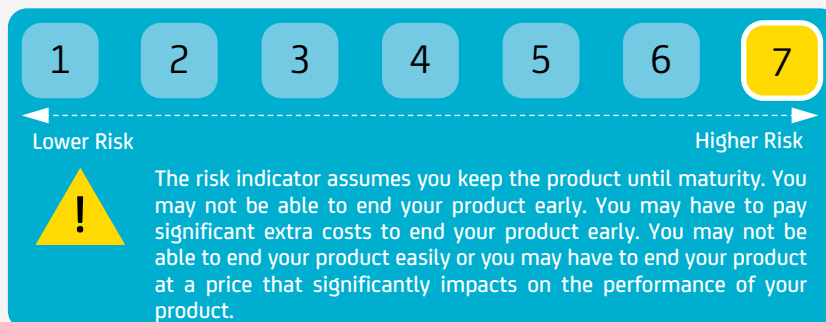 1 2 3 4 5 6 7
Lower Risk Higher Risk
!
The risk indicator assumes you keep the product until maturity. You
may not be able to end your product early. You may have to pay
significant extra costs to end your product early. You may not be
able to end your product easily or you may have to end your product
at a price that significantly impacts on the performance of your
product.